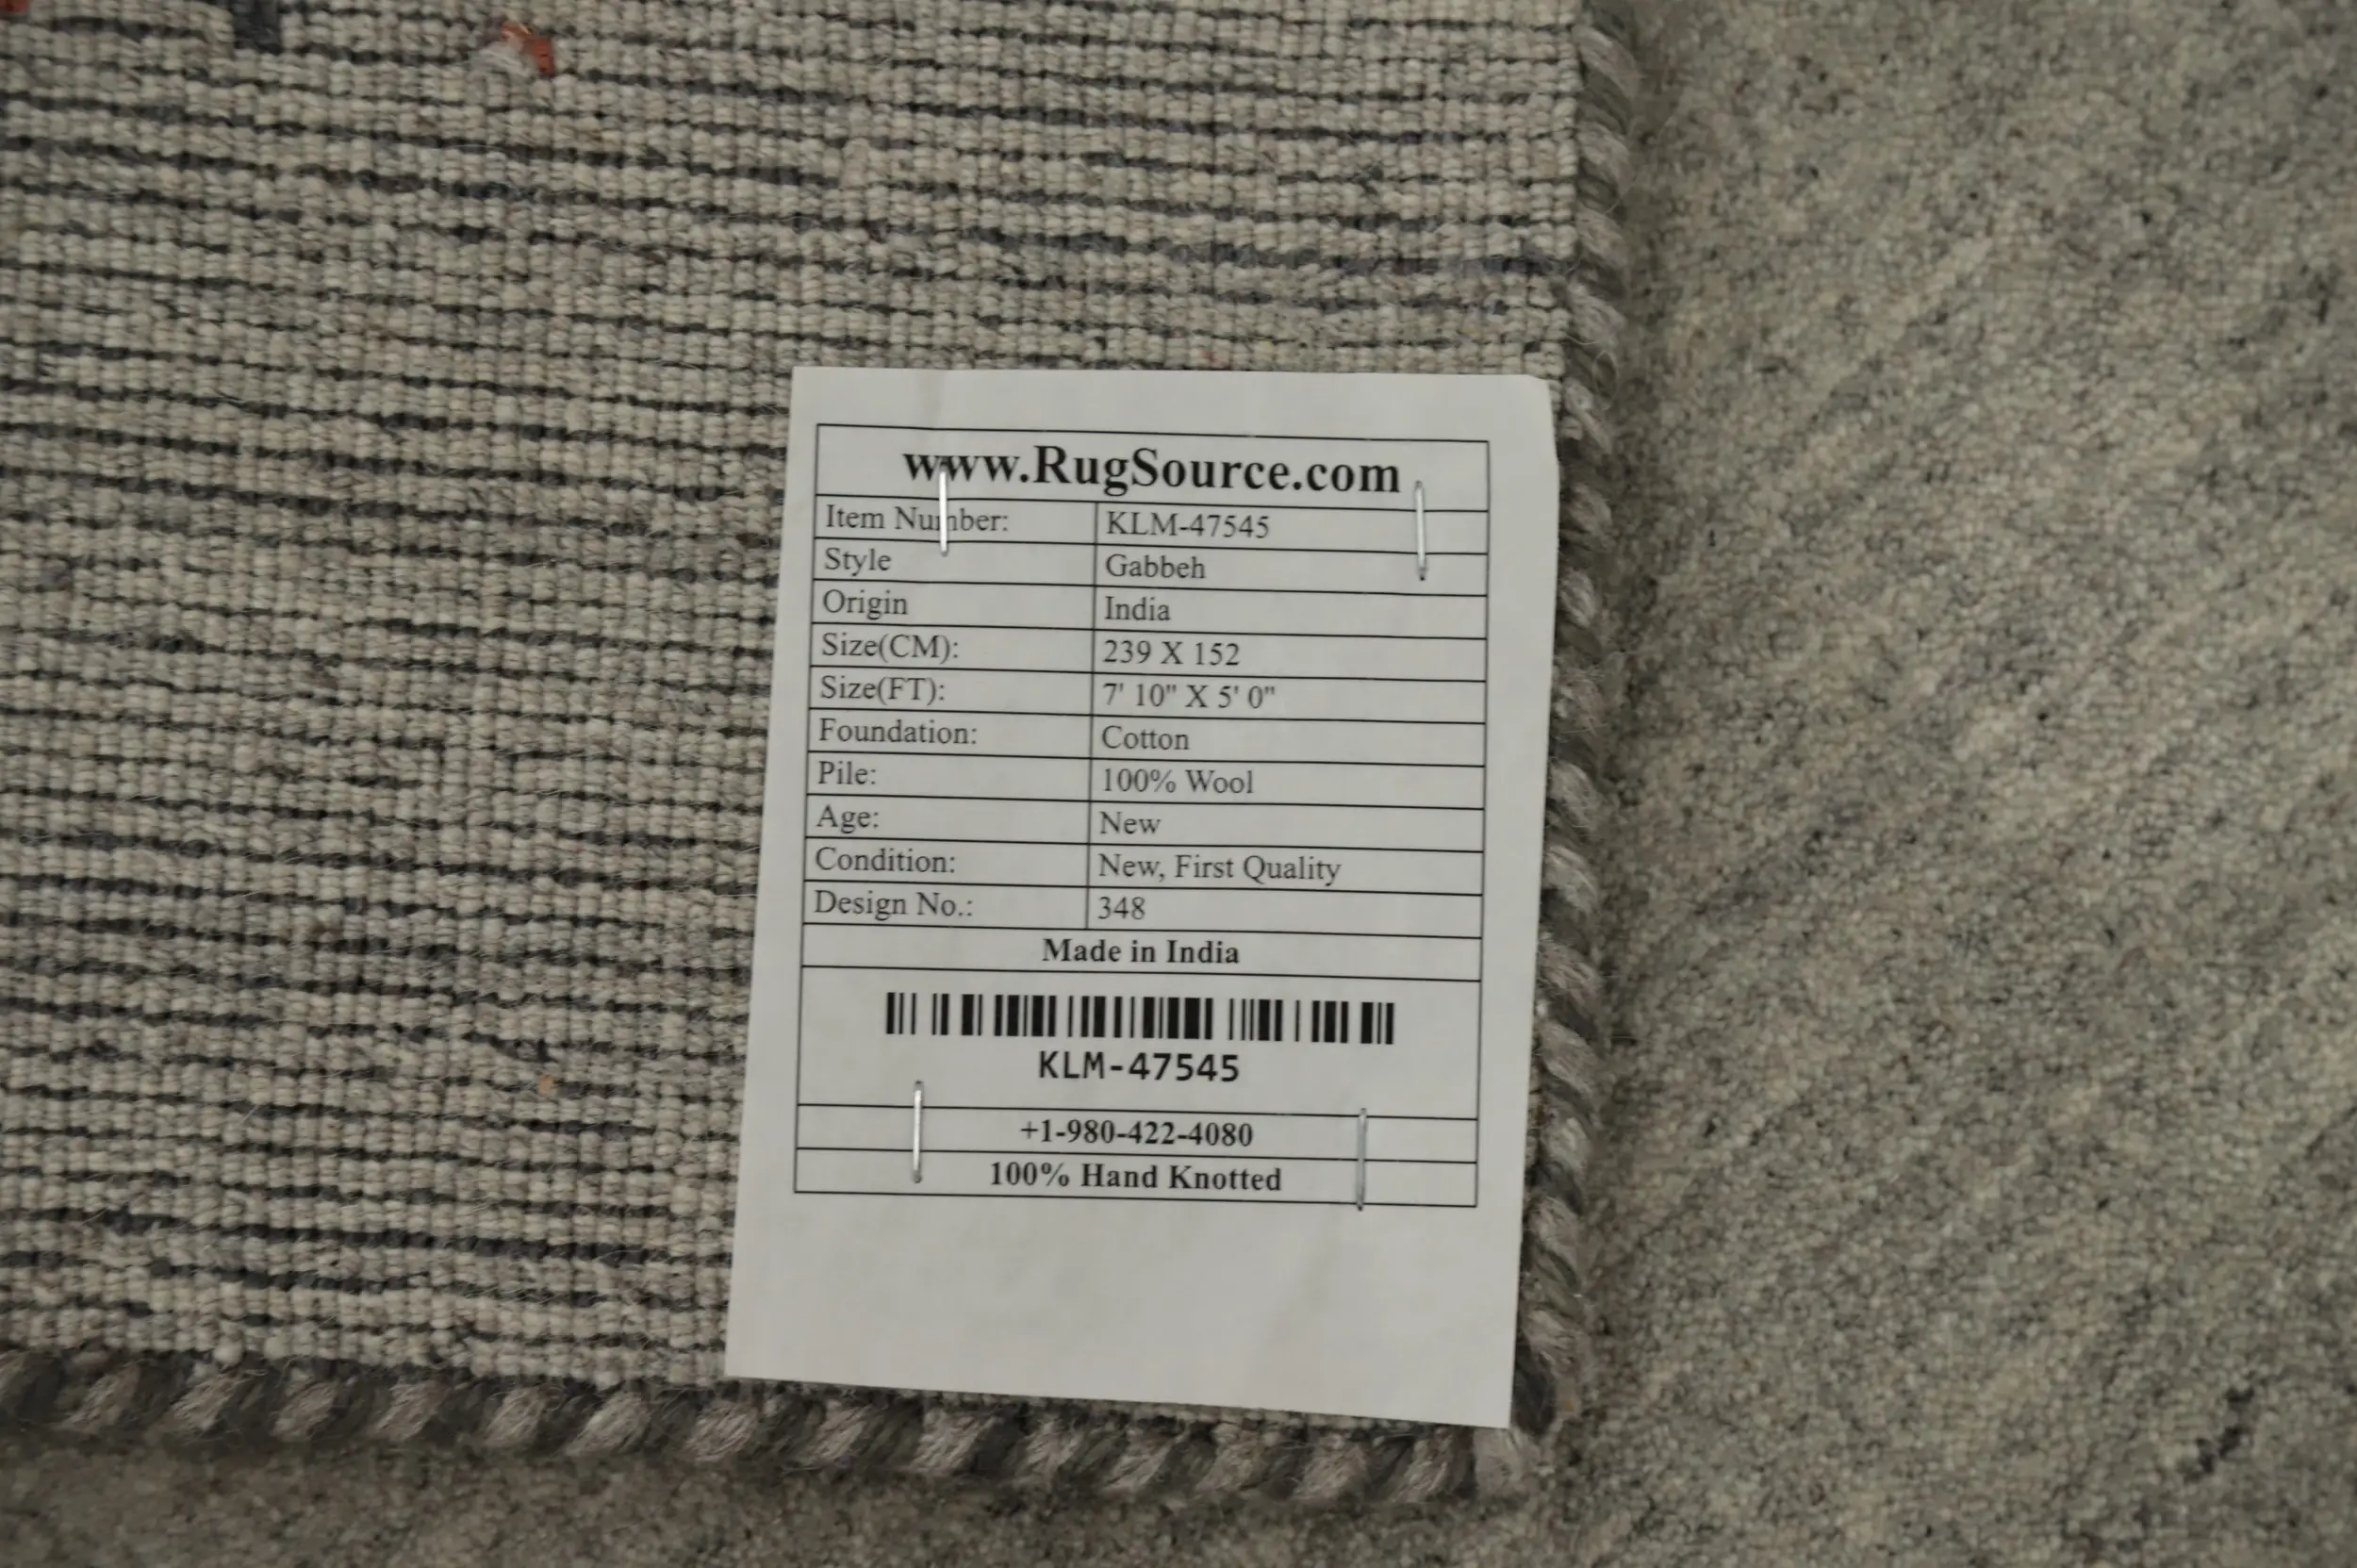 www.RugSource.com
Item Number: KLM-47545
Style Gabbeh
Origin India
Size(CM): 239 X 152
Size(FT): 7' 10" X 5' 0"
Foundation: Cotton
Pile: 100% Wool
Age: New
Condition: New, First Quality
Design No.: 348
Made in India
KLM-47545
+1-980-422-4080
100% Hand Knotted